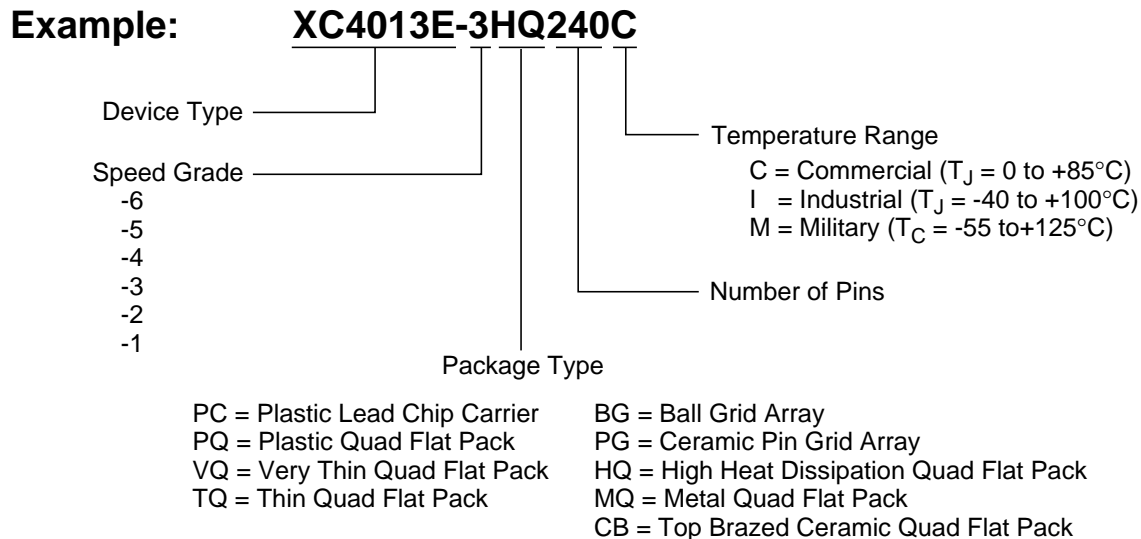 Example: XC4013E-3HQ240C
Device Type
Temperature Range
C = Commercial (TJ = 0 to +85°C)
I = Industrial (TJ = -40 to +100°C)
M = Military (TC = -55 to+125°C)
Speed Grade
-6
-5
-4
-3
-2
-1
Number of Pins
Package Type
PC = Plastic Lead Chip Carrier
PQ = Plastic Quad Flat Pack
VQ = Very Thin Quad Flat Pack
TQ = Thin Quad Flat Pack
BG = Ball Grid Array
PG = Ceramic Pin Grid Array
HQ = High Heat Dissipation Quad Flat Pack
MQ = Metal Quad Flat Pack
CB = Top Brazed Ceramic Quad Flat Pack